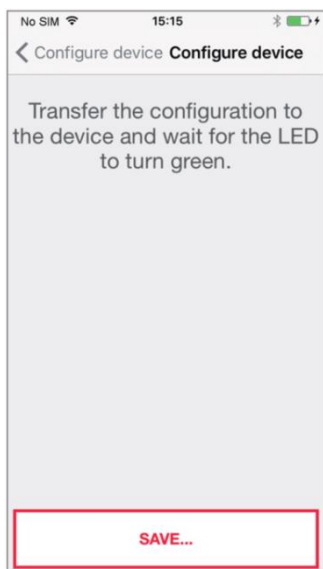 No SIM 15:15
Configure device Configure device
Transfer the configuration to
the device and wait for the LED
to turn green.
SAVE...